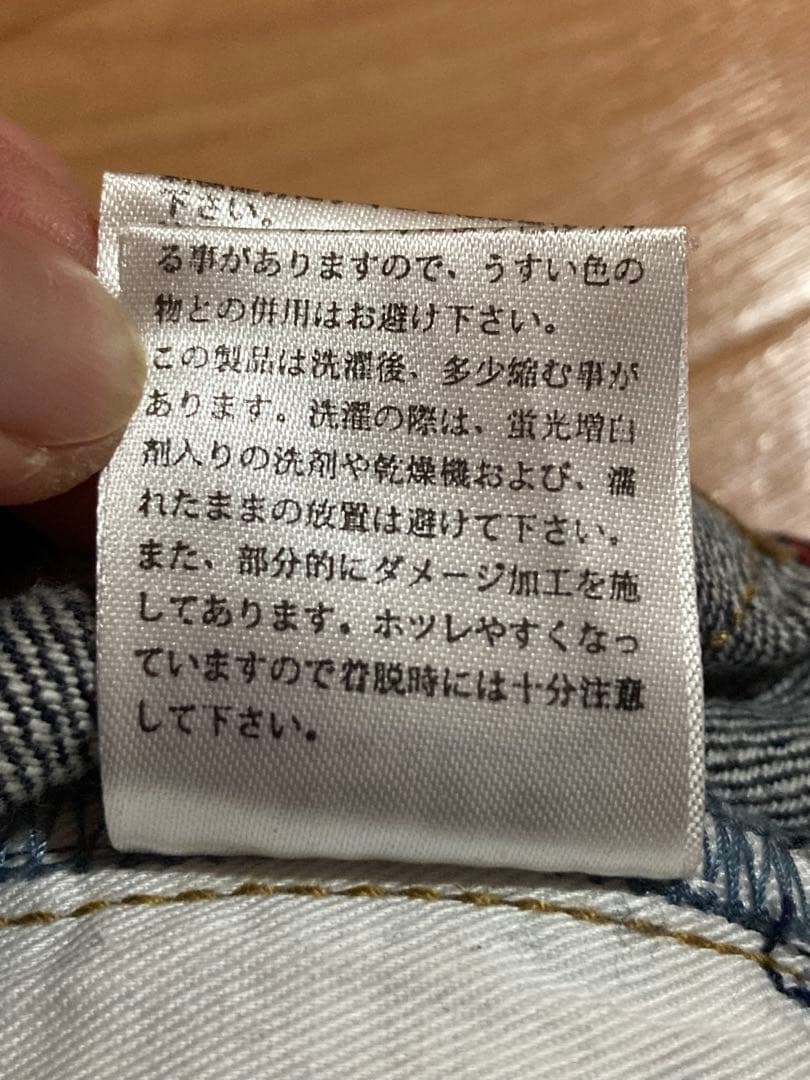 下さい。
る事がありますので、うすい色の
物との併用はお避け下さい。
この製品は洗濯後、多少縮む事が
あります。洗濯の際は、蛍光増白
剤入りの洗剤や乾燥機および、濡
れたままの放置は避けて下さい。
また、部分的にダメージ加工を施
してあります。ホツレやすくなっ
ていますので着脱時には十分注意
して下さい。